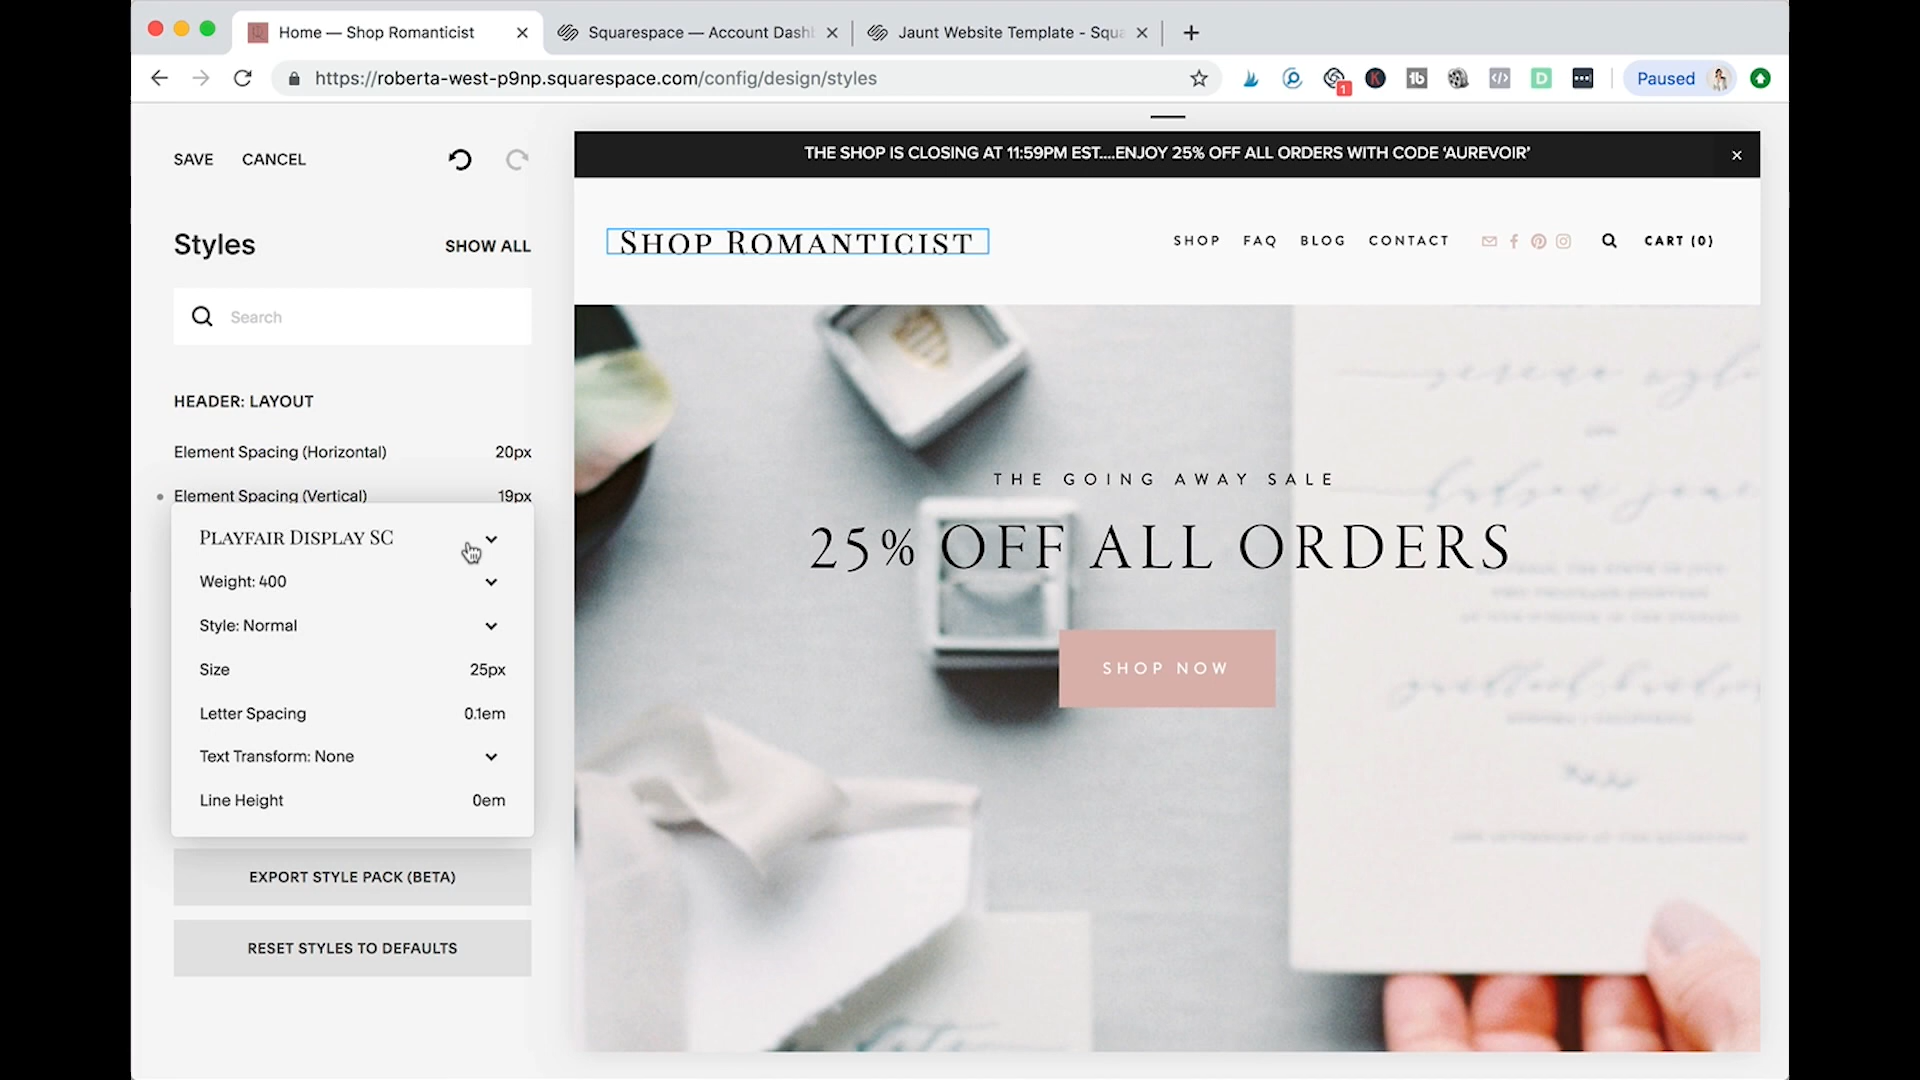 Home — Shop Romanticist
Squarespace — Account Dash
Jaunt Website Template - Squa
https://roberta-west-p9np.squarespace.com/config/design/styles
1
K
tb
</>
D
Paused
SAVE
CANCEL
Styles
SHOW ALL
Search
HEADER: LAYOUT
Element Spacing (Horizontal)
20px
Element Spacing (Vertical)
19px
PLAYFAIR DISPLAY SC
Weight: 400
Style: Normal
Size
25px
Letter Spacing
0.1em
Text Transform: None
Line Height
0em
EXPORT STYLE PACK (BETA)
RESET STYLES TO DEFAULTS
THE SHOP IS CLOSING AT 11:59PM EST....ENJOY 25% OFF ALL ORDERS WITH CODE ‘AUREVOIR’
SHOP ROMANTICIST
SHOP FAQ BLOG CONTACT
CART (0)
THE GOING AWAY SALE
25% OFF ALL ORDERS
SHOP NOW